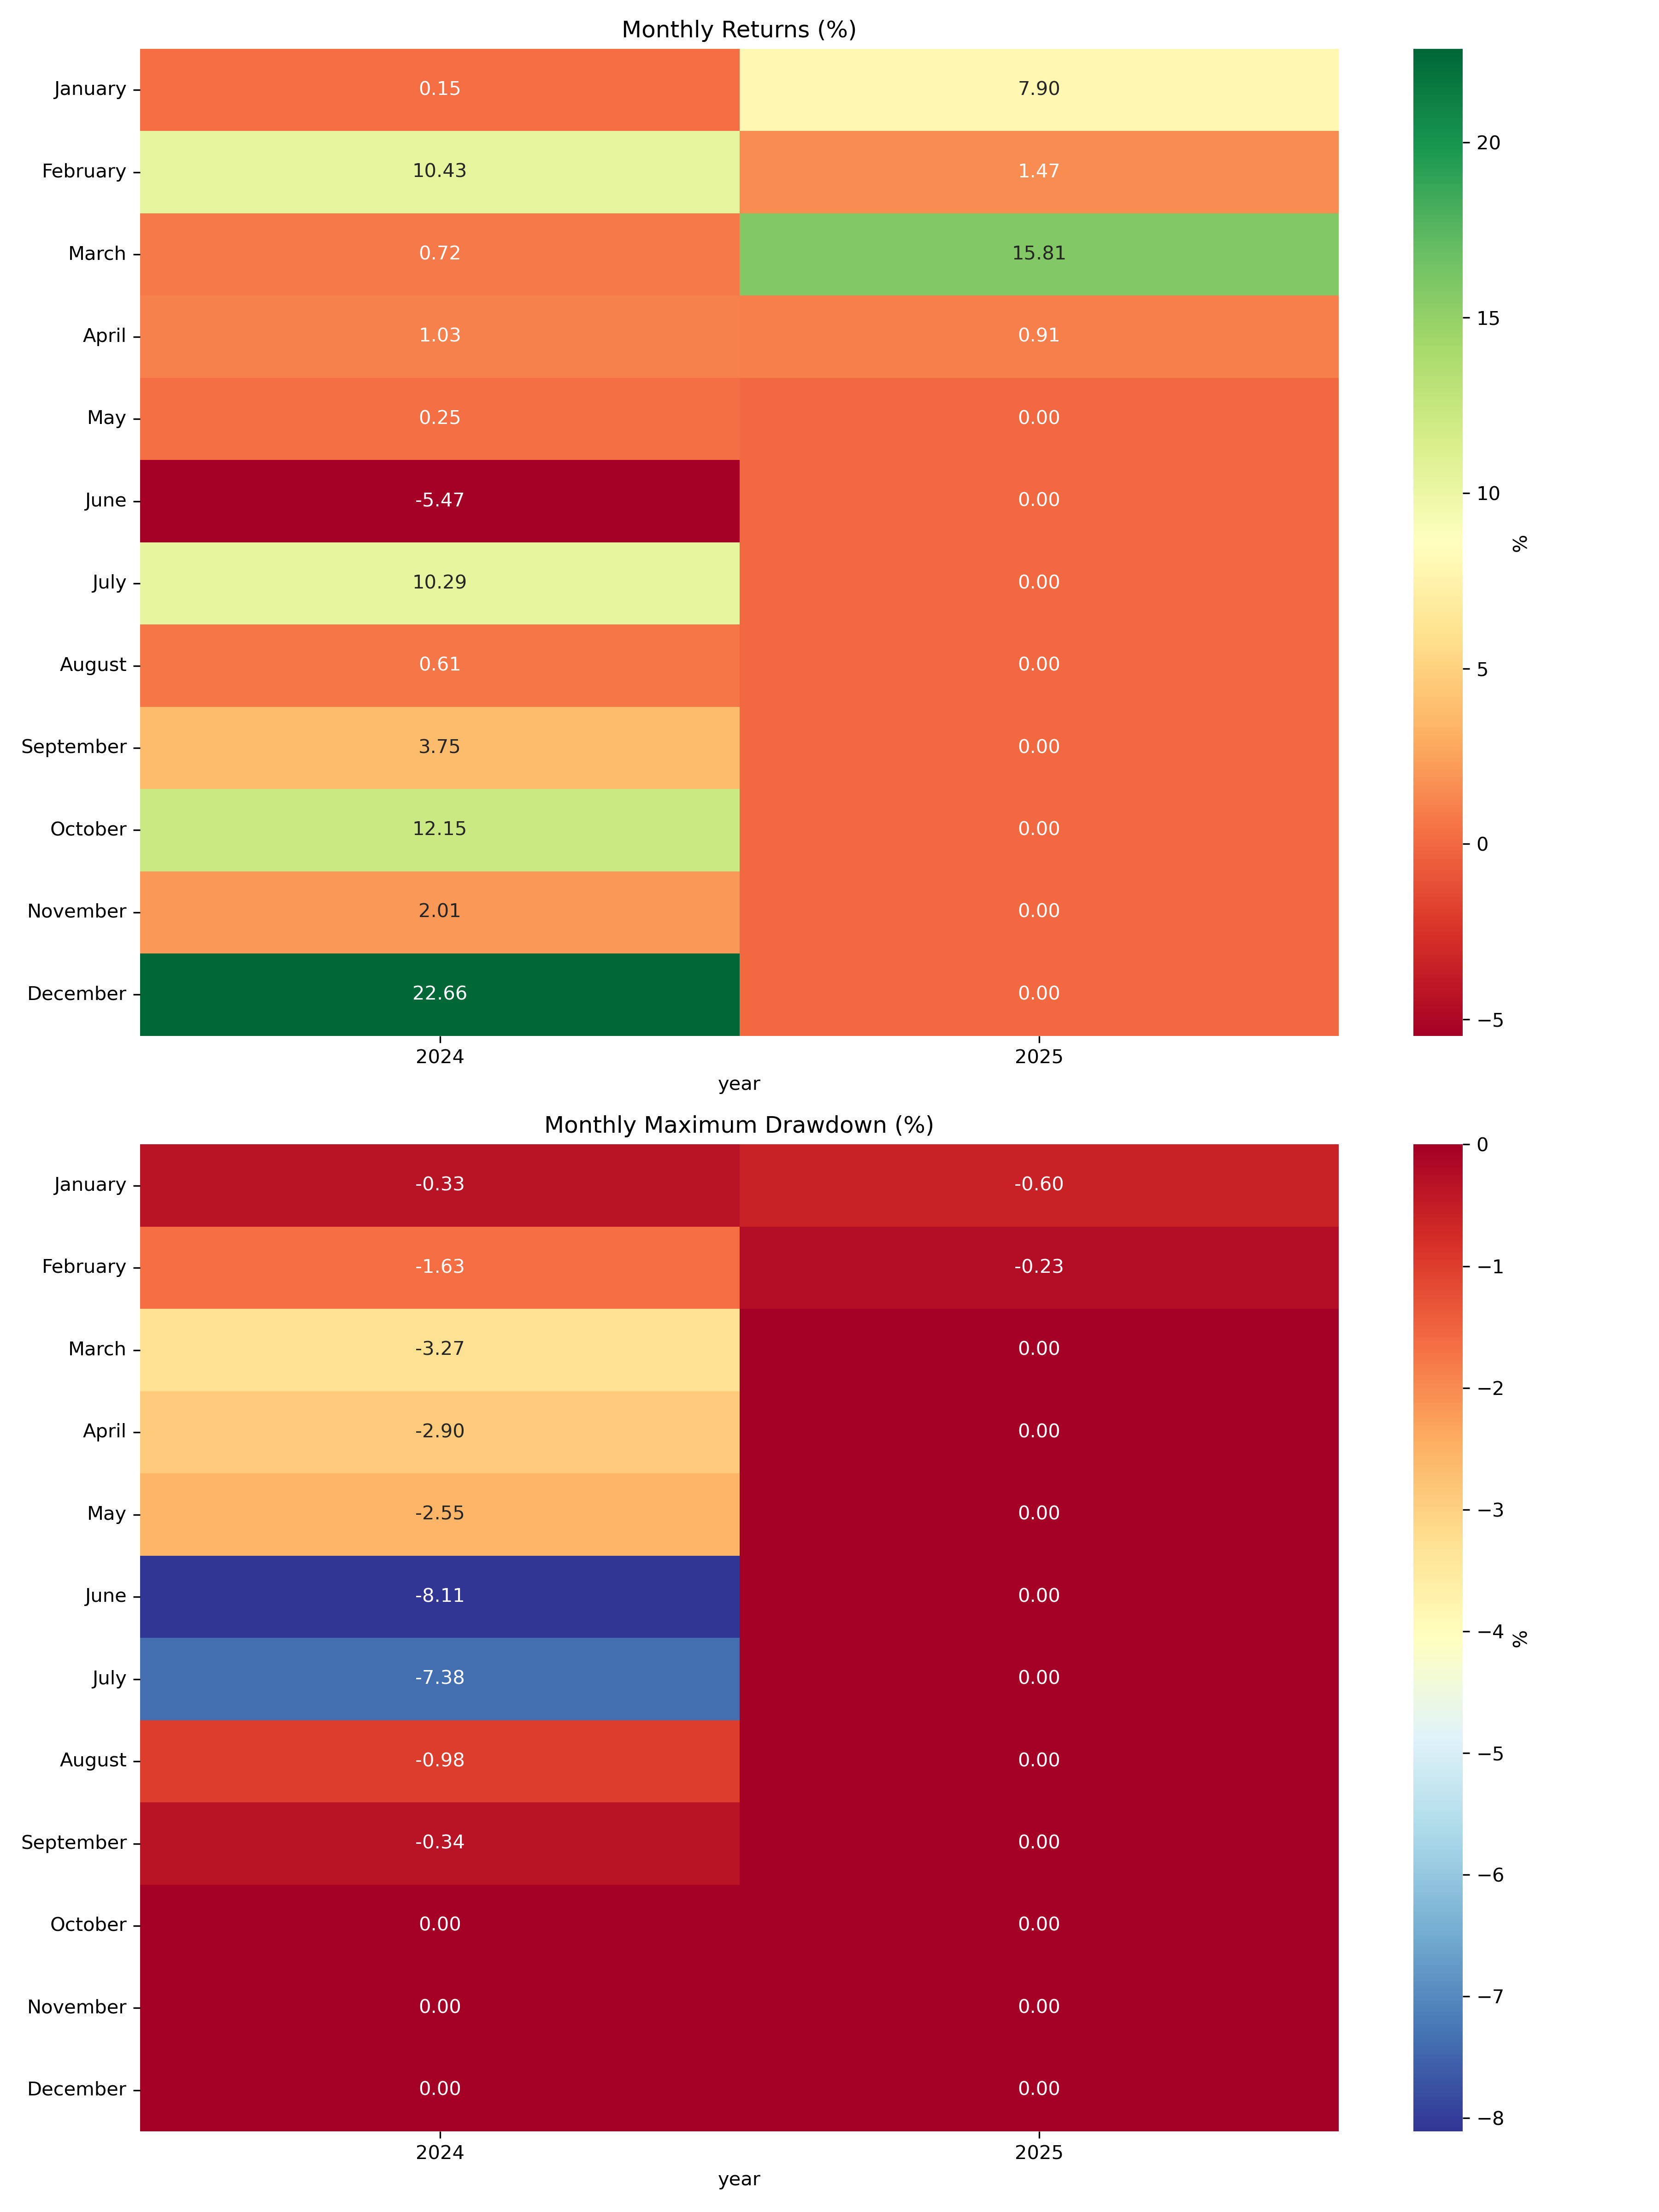 Monthly Returns (%)
January 0.15 7.90
20
February 10.43 1.47
March 0.72 15.81
15
April 1.03 0.91
May 0.25 0.00
10
June -5.47 0.00
%
July 10.29 0.00
August 0.61 0.00
5
September 3.75 0.00
October 12.15 0.00
0
November 2.01 0.00
December 22.66 0.00
−5
2024 2025
year
Monthly Maximum Drawdown (%)
0
January -0.33 -0.60
−1
February -1.63 -0.23
March -3.27 0.00
−2
April -2.90 0.00
−3
May -2.55 0.00
June -8.11 0.00
−4 %
July -7.38 0.00
−5
August -0.98 0.00
September -0.34 0.00
−6
October 0.00 0.00
−7
November 0.00 0.00
December 0.00 0.00
−8
2024 2025
year